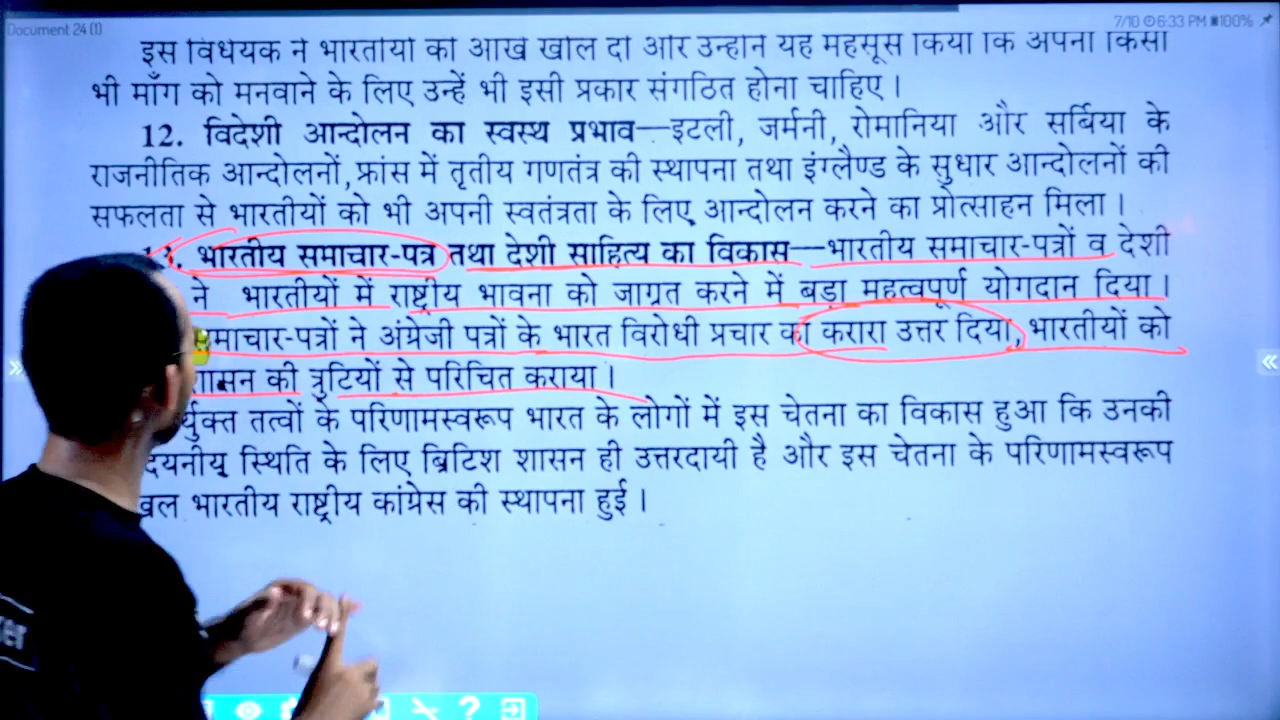 Document 24 (1)
7/10 6:33 PM 100%
इस विधेयक ने भारतीयों की आँखें खोल दी और उन्होंने यह महसूस किया कि अपनी किसी
भी माँग को मनवाने के लिए उन्हें भी इसी प्रकार संगठित होना चाहिए।
12. विदेशी आन्दोलन का स्वस्थ प्रभाव—इटली, जर्मनी, रोमानिया और सर्बिया के
राजनीतिक आन्दोलनों, फ्रांस में तृतीय गणतंत्र की स्थापना तथा इंग्लैण्ड के सुधार आन्दोलनों की
सफलता से भारतीयों को भी अपनी स्वतंत्रता के लिए आन्दोलन करने का प्रोत्साहन मिला।
भारतीय समाचार-पत्र तथा देशी साहित्य का विकास—भारतीय समाचार-पत्रों व देशी
ने भारतीयों में राष्ट्रीय भावना को जाग्रत करने में बड़ा महत्वपूर्ण योगदान दिया।
माचार-पत्रों ने अंग्रेजी पत्रों के भारत विरोधी प्रचार का करारा उत्तर दिया, भारतीयों को
शासन की त्रुटियों से परिचित कराया।
र्युक्त तत्वों के परिणामस्वरूप भारत के लोगों में इस चेतना का विकास हुआ कि उनकी
दयनीय स्थिति के लिए ब्रिटिश शासन ही उत्तरदायी है और इस चेतना के परिणामस्वरूप
खिल भारतीय राष्ट्रीय कांग्रेस की स्थापना हुई।